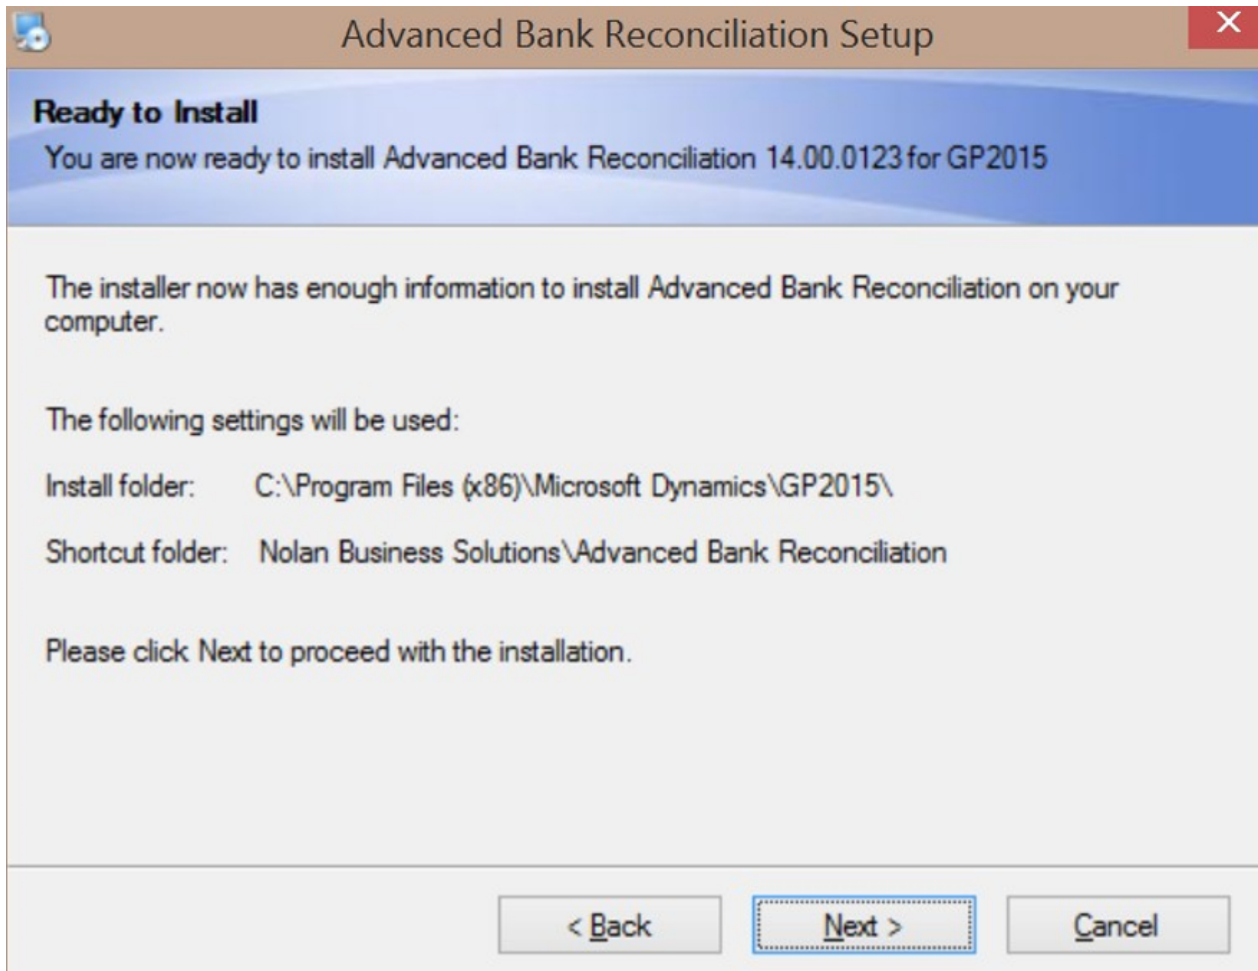 Advanced Bank Reconciliation Setup
Ready to Install
You are now ready to install Advanced Bank Reconciliation 14.00.0123 for GP2015
The installer now has enough information to install Advanced Bank Reconciliation on your
computer.
The following settings will be used:
Install folder: C:\Program Files (x86)\Microsoft Dynamics\GP2015\
Shortcut folder: Nolan Business Solutions\Advanced Bank Reconciliation
Please click Next to proceed with the installation.
< Back Next > Cancel